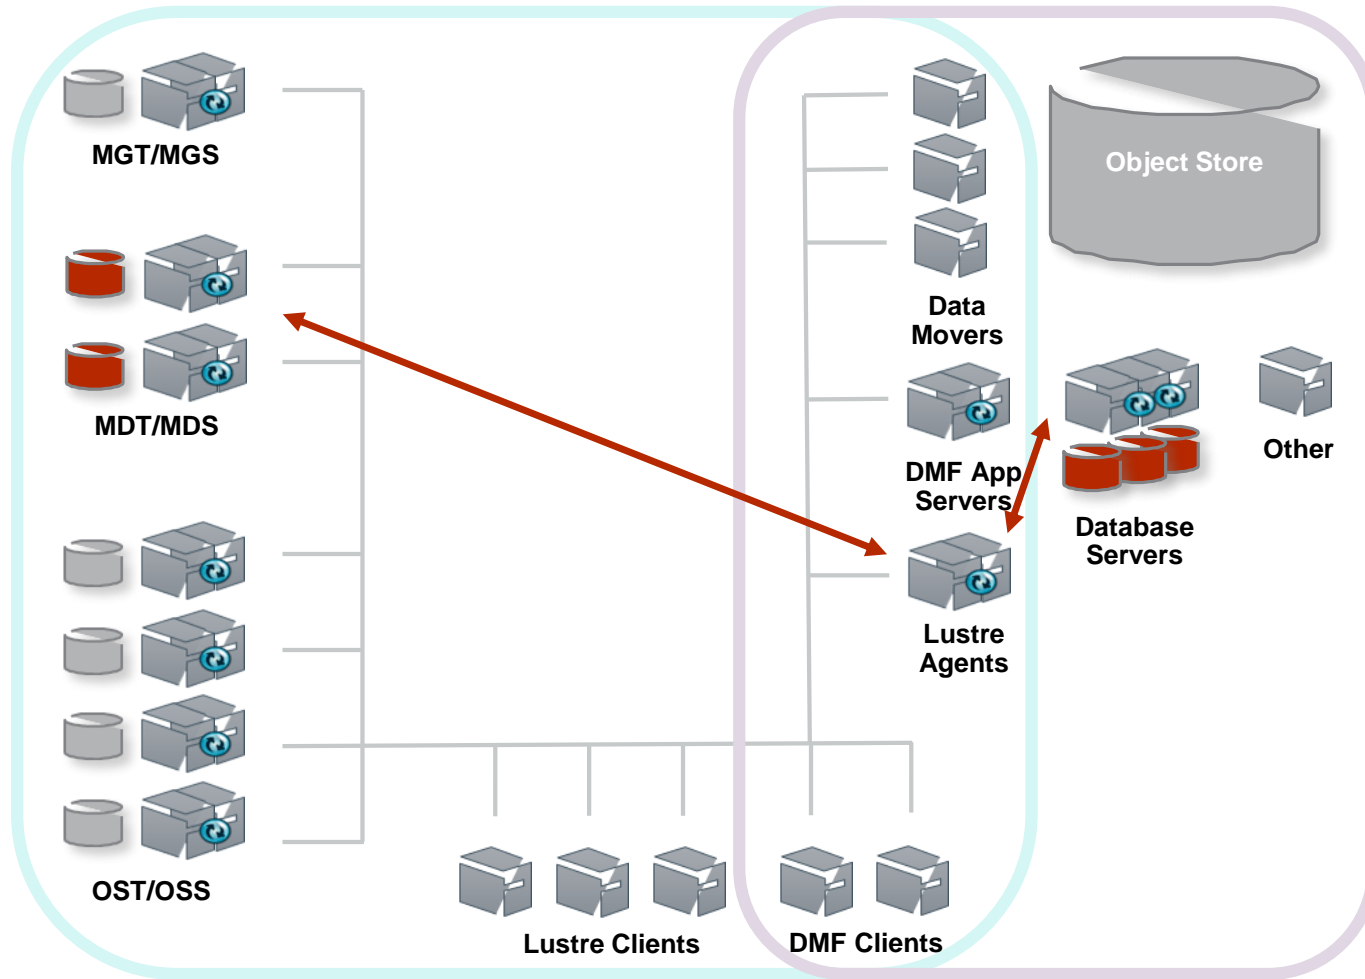 MGT/MGS
Object Store
Data
Movers
MDT/MDS
DMF App
Servers
Other
Database
Servers
Lustre
Agents
OST/OSS
Lustre Clients
DMF Clients